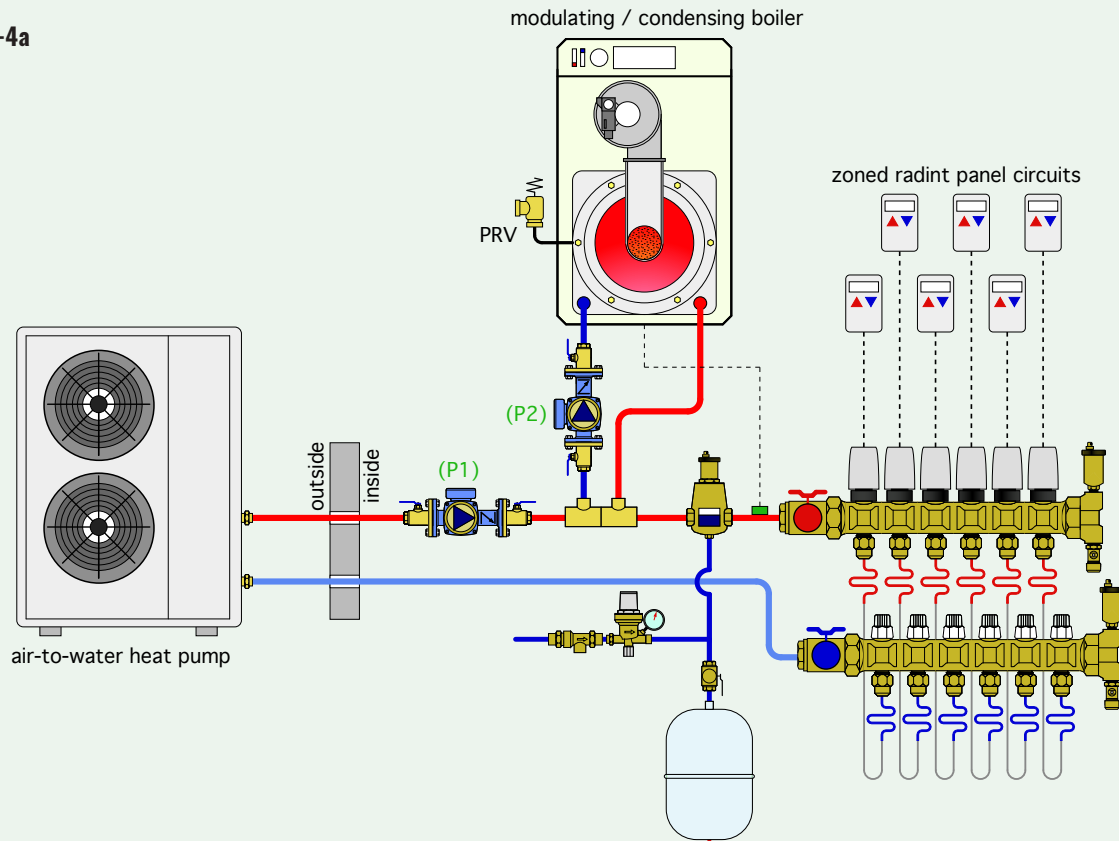 -4a
modulating / condensing boiler
zoned radint panel circuits
PRV
(P2)
outside
inside
(P1)
air-to-water heat pump